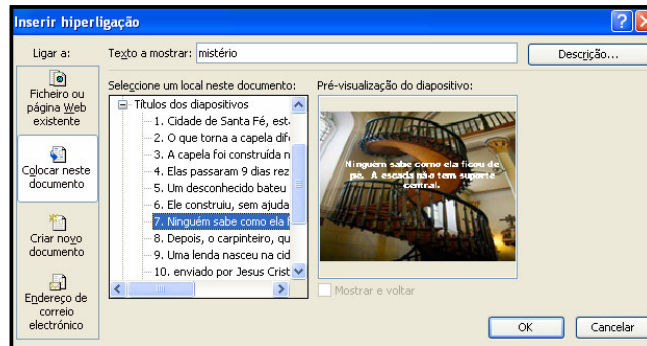 Inserir hiperligação
Ligar a:
Texto a mostrar: mistério
Descrição...
Ficheiro ou
página Web
existente
Colocar neste
documento
Criar novo
documento
Endereço de
correio
electrónico
Seleccione um local neste documento:
Títulos dos diapositivos
1. Cidade de Santa Fé, est
2. O que torna a capela dif
3. A capela foi construída n
4. Elas passaram 9 dias rez
5. Um desconhecido bateu
6. Ele construiu, sem ajuda
7. Ninguém sabe como ela f
8. Depois, o carpinteiro, qu
9. Uma lenda nasceu na cid
10. enviado por Jesus Crist
Pré-visualização do diapositivo:
Ninguém sabe como ela ficou de
pé. A escada não tem suporte
central.
Mostrar e voltar
OK
Cancelar